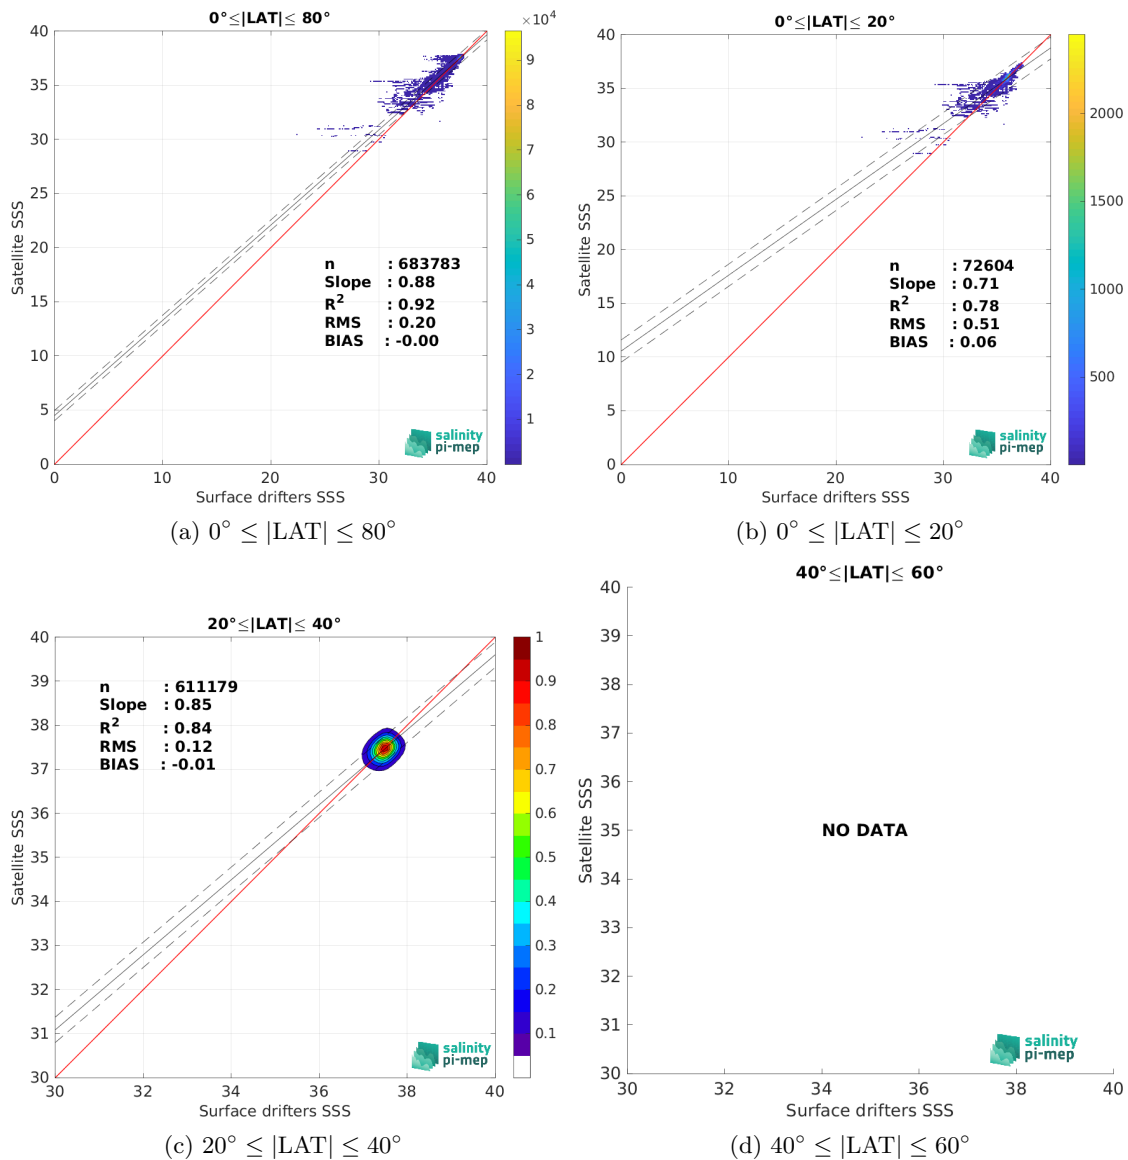 0°≤|LAT|≤ 80°
×10⁴
40
35
30
25
20
15
10
5
0
0
10
20
30
40
Satellite SSS
Surface drifters SSS
n : 683783
Slope : 0.88
R² : 0.92
RMS : 0.20
BIAS : -0.00
salinity
pi-mep
9
8
7
6
5
4
3
2
1
(a) 0° ≤ |LAT| ≤ 80°
0°≤|LAT|≤ 20°
40
35
30
25
20
15
10
5
0
0
10
20
30
40
Satellite SSS
Surface drifters SSS
n : 72604
Slope : 0.71
R² : 0.78
RMS : 0.51
BIAS : 0.06
salinity
pi-mep
2000
1500
1000
500
(b) 0° ≤ |LAT| ≤ 20°
20°≤|LAT|≤ 40°
40
39
38
37
36
35
34
33
32
31
30
30
32
34
36
38
40
Satellite SSS
Surface drifters SSS
n : 611179
Slope : 0.85
R² : 0.84
RMS : 0.12
BIAS : -0.01
salinity
pi-mep
1
0.9
0.8
0.7
0.6
0.5
0.4
0.3
0.2
0.1
(c) 20° ≤ |LAT| ≤ 40°
40°≤|LAT|≤ 60°
40
39
38
37
36
35
34
33
32
31
30
30
32
34
36
38
40
Satellite SSS
Surface drifters SSS
NO DATA
salinity
pi-mep
(d) 40° ≤ |LAT| ≤ 60°